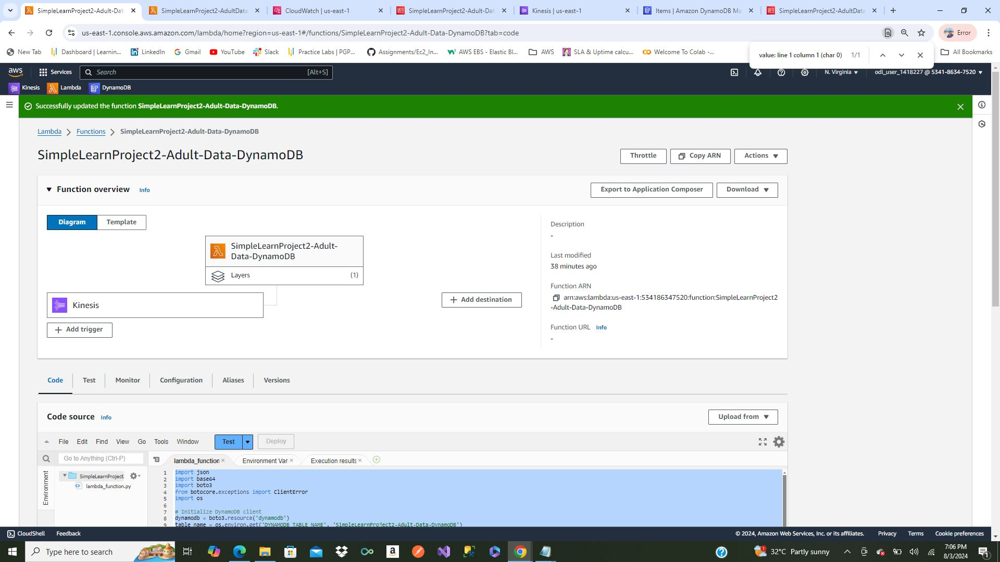 SimpleLearnProject2-Adult-Dat
SimpleLearnProject2-AdultData
CloudWatch | us-east-1
SimpleLearnProject2-Adult-Dat
Kinesis | us-east-1
Items | Amazon DynamoDB Ma
SimpleLearnProject2-AdultData
us-east-1.console.aws.amazon.com/lambda/home?region=us-east-1#/functions/SimpleLearnProject2-Adult-Data-DynamoDB?tab=code
Error
New Tab
Dashboard | Learnin...
LinkedIn
Gmail
YouTube
Slack
Practice Labs | PGP...
Assignments/Ec2_In...
AWS EBS - Elastic Bl...
AWS
SLA & Uptime calcu...
Welcome To Colab -...
value: line 1 column 1 (char 0) 1/1
All Bookmarks
aws
Services
Search
[Alt+S]
N. Virginia
odl_user_1418227 @ 5341-8634-7520
Kinesis
Lambda
DynamoDB
Successfully updated the function SimpleLearnProject2-Adult-Data-DynamoDB.
Lambda
Functions
SimpleLearnProject2-Adult-Data-DynamoDB
SimpleLearnProject2-Adult-Data-DynamoDB
Throttle
Copy ARN
Actions
Function overview Info
Export to Application Composer
Download
Diagram
Template
SimpleLearnProject2-Adult-
Data-DynamoDB
Layers (1)
Kinesis
Add trigger
Add destination
Description
-
Last modified
38 minutes ago
Function ARN
arn:aws:lambda:us-east-1:534186347520:function:SimpleLearnProject2
-Adult-Data-DynamoDB
Function URL Info
-
Code
Test
Monitor
Configuration
Aliases
Versions
Code source Info
Upload from
File Edit Find View Go Tools Window
Test
Deploy
Go to Anything (Ctrl-P)
lambda_function
Environment Var
Execution results
Environment
SimpleLearnProject
lambda_function.py
1 import json
2 import base64
3 import boto3
4 from botocore.exceptions import ClientError
5 import os
6
7 # Initialize DynamoDB client
8 dynamodb = boto3.resource('dynamodb')
9 table_name = os.environ.get('DYNAMODB_TABLE_NAME', 'SimpleLearnProject2-Adult-Data-DynamoDB')
CloudShell
Feedback
© 2024, Amazon Web Services, Inc. or its affiliates.
Privacy
Terms
Cookie preferences
Type here to search
32°C Partly sunny
7:06 PM
8/3/2024
1